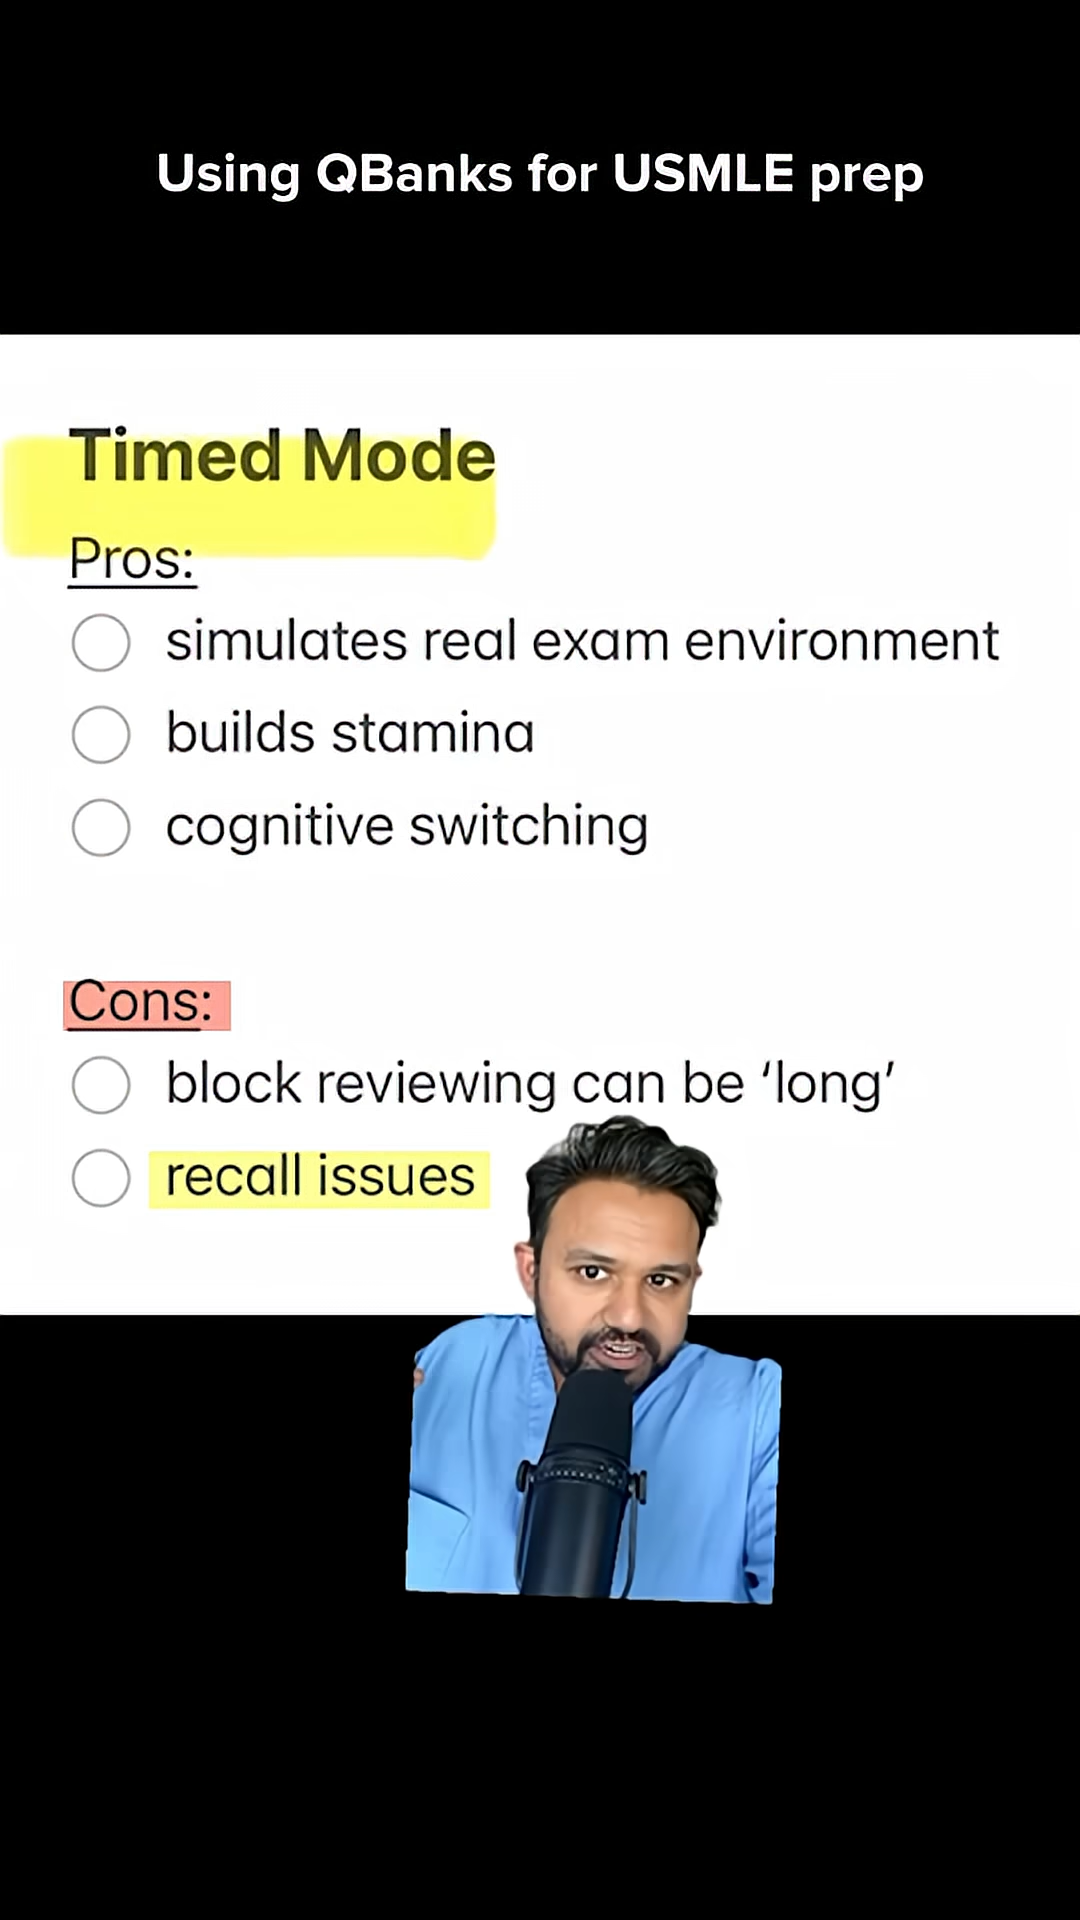 Using QBanks for USMLE prep
Timed Mode
Pros:
simulates real exam environment
builds stamina
cognitive switching
Cons:
block reviewing can be ‘long’
recall issues